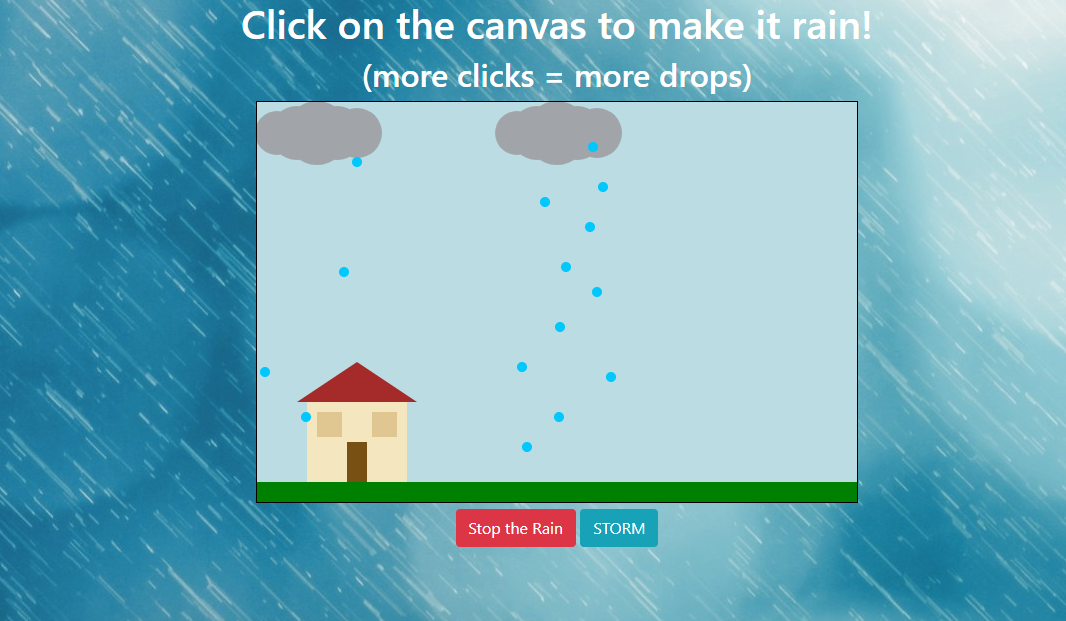 Click on the canvas to make it rain!
(more clicks = more drops)
Stop the Rain
STORM